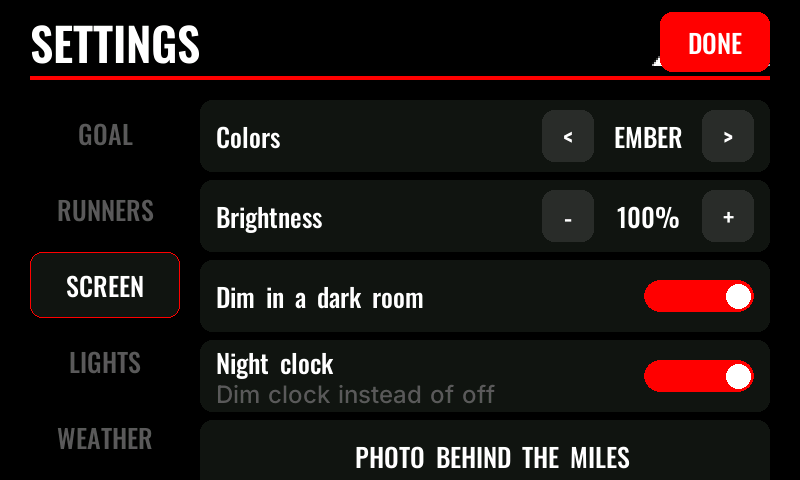 SETTINGS
DONE
GOAL
RUNNERS
SCREEN
LIGHTS
WEATHER
Colors
< EMBER >
Brightness
- 100% +
Dim in a dark room
Night clock
Dim clock instead of off
PHOTO BEHIND THE MILES